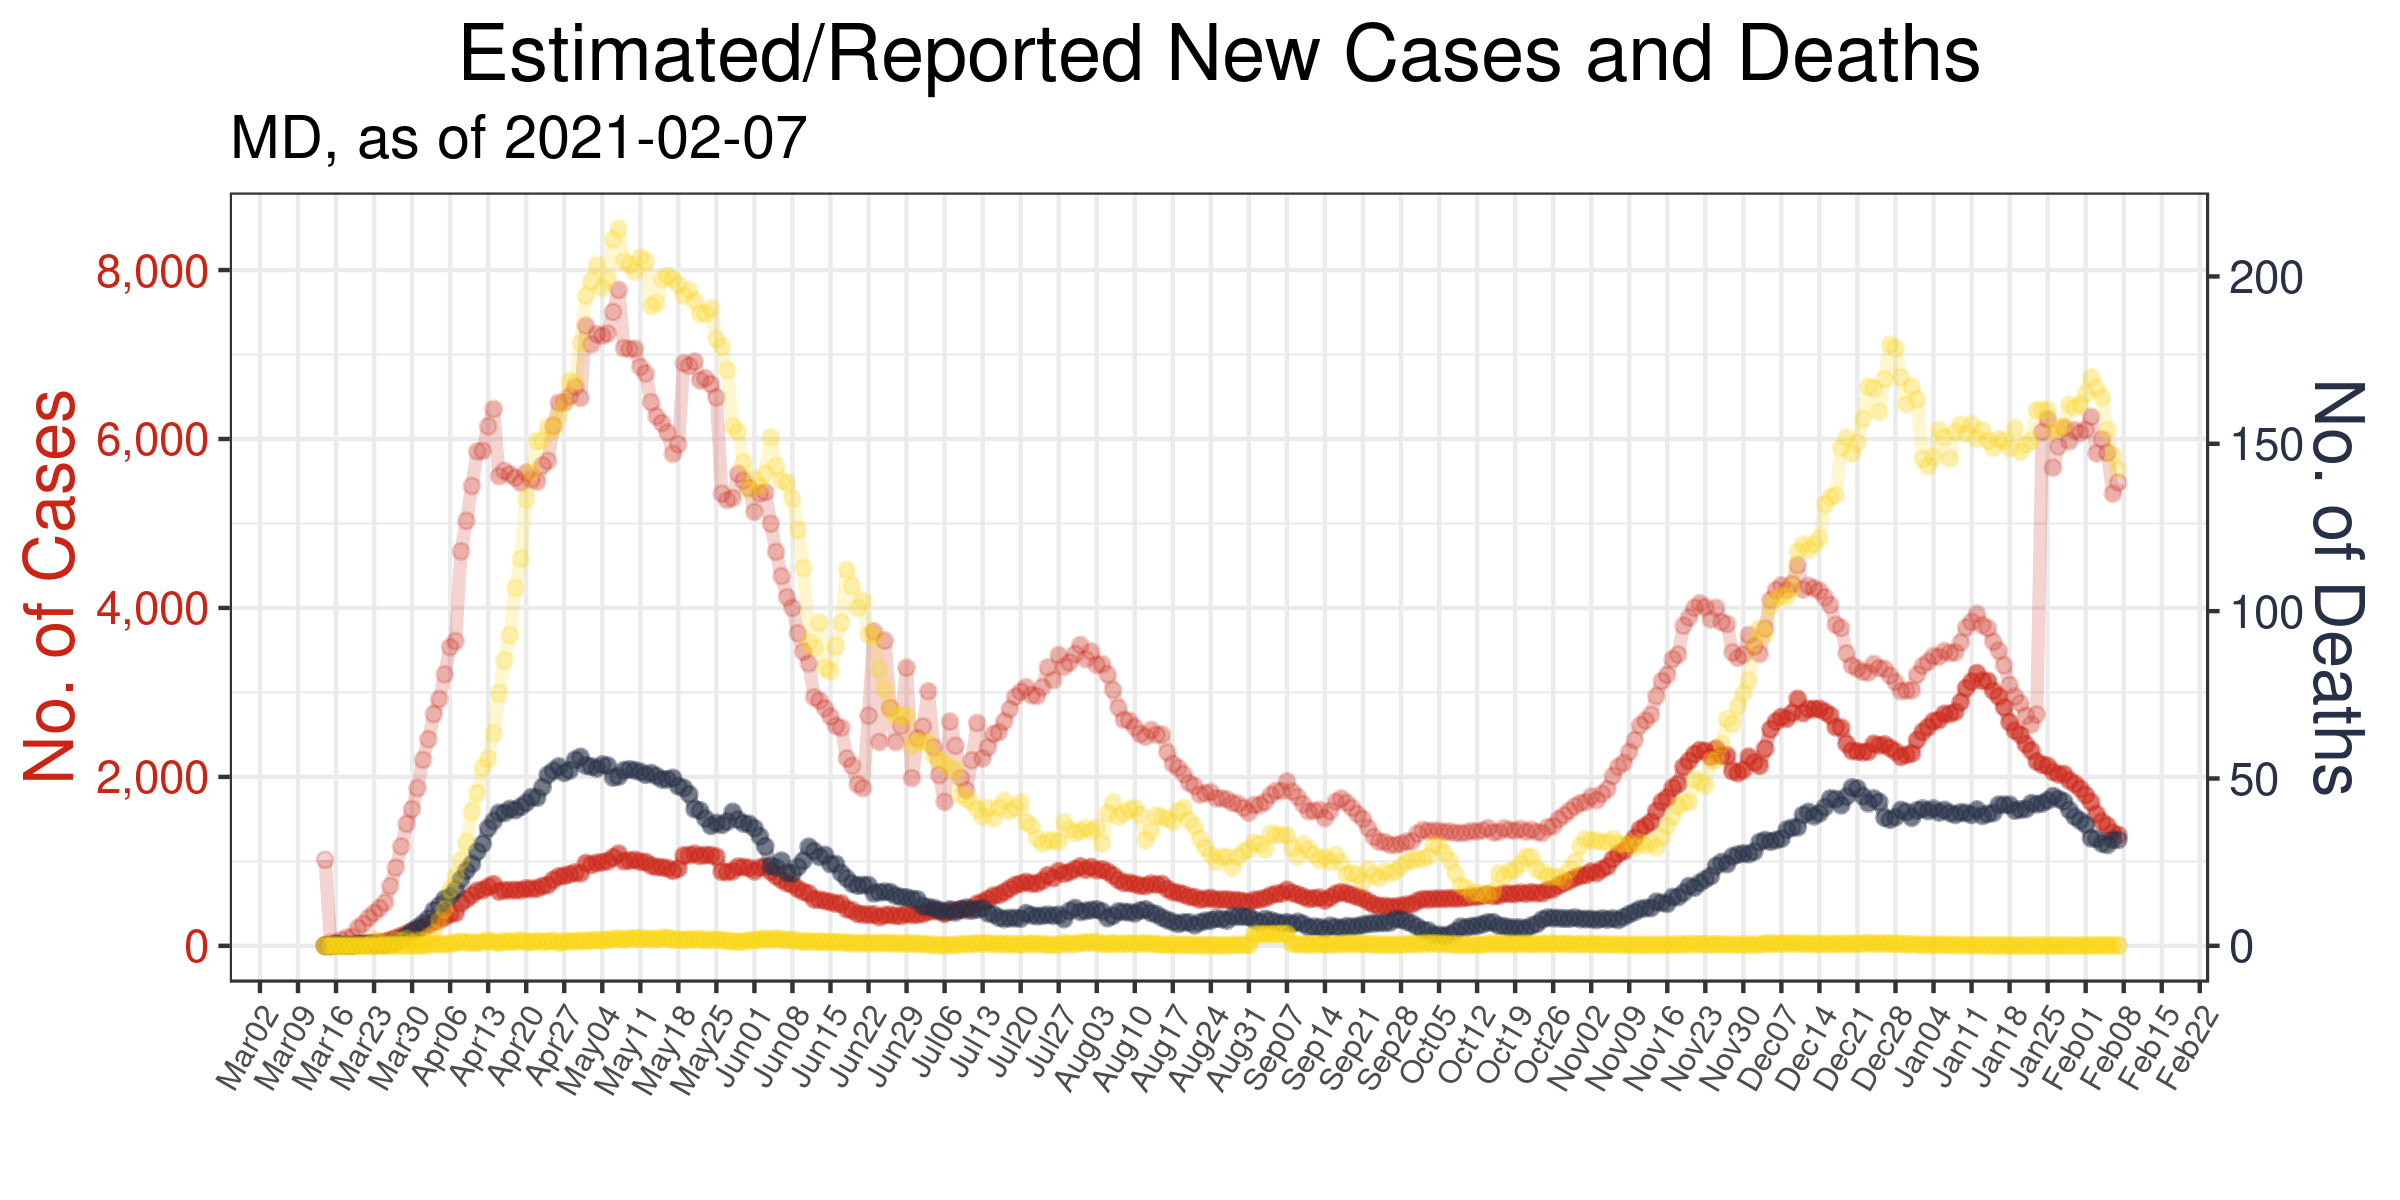 Estimated/Reported New Cases and Deaths
MD, as of 2021-02-07
No. of Cases
8,000
6,000
4,000
2,000
0
200
150
100
50
0
No. of Deaths
Mar02
Mar09
Mar16
Mar23
Mar30
Apr06
Apr13
Apr20
Apr27
May04
May11
May18
May25
Jun01
Jun08
Jun15
Jun22
Jun29
Jul06
Jul13
Jul20
Jul27
Aug03
Aug10
Aug17
Aug24
Aug31
Sep07
Sep14
Sep21
Sep28
Oct05
Oct12
Oct19
Oct26
Nov02
Nov09
Nov16
Nov23
Nov30
Dec07
Dec14
Dec21
Dec28
Jan04
Jan11
Jan18
Jan25
Feb01
Feb08
Feb15
Feb22